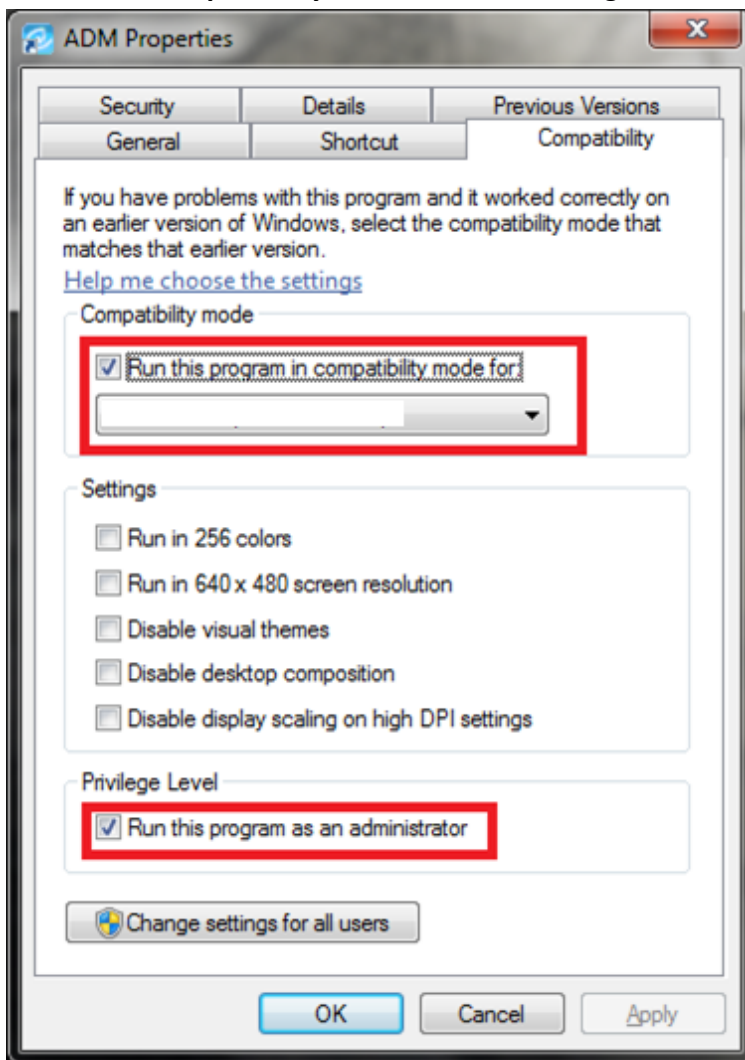 ADM Properties
Security Details Previous Versions
General Shortcut Compatibility
If you have problems with this program and it worked correctly on
an earlier version of Windows, select the compatibility mode that
matches that earlier version.
Help me choose the settings
Compatibility mode
Run this program in compatibility mode for:
Settings
Run in 256 colors
Run in 640 x 480 screen resolution
Disable visual themes
Disable desktop composition
Disable display scaling on high DPI settings
Privilege Level
Run this program as an administrator
Change settings for all users
OK Cancel Apply